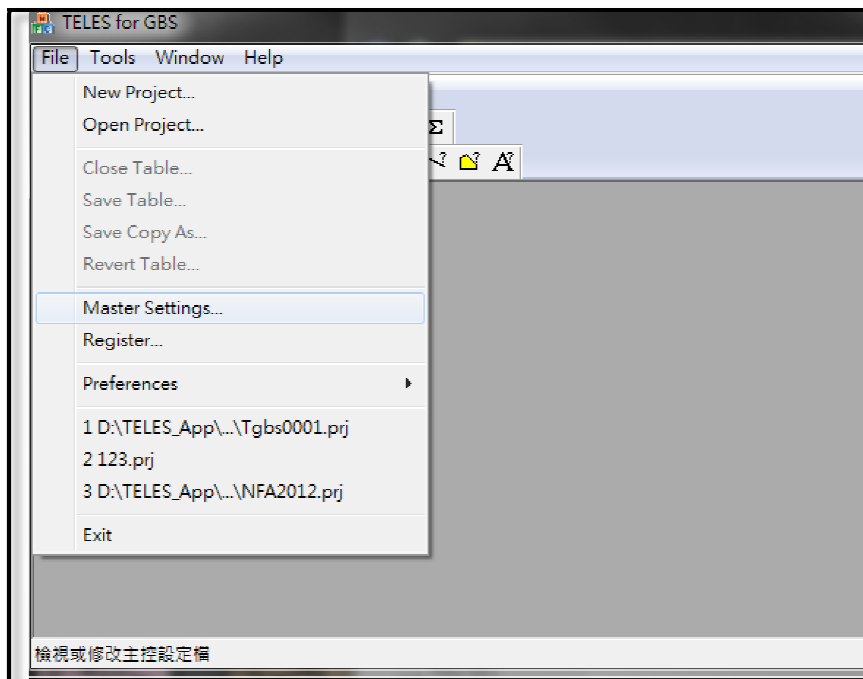 TELES for GBS
File Tools Window Help
New Project...
Open Project...
Close Table...
Save Table...
Save Copy As...
Revert Table...
Master Settings...
Register...
Preferences
1 D:\TELES_App\...\Tgbs0001.prj
2 123.prj
3 D:\TELES_App\...\NFA2012.prj
Exit
Σ
A?
檢視或修改主控設定檔